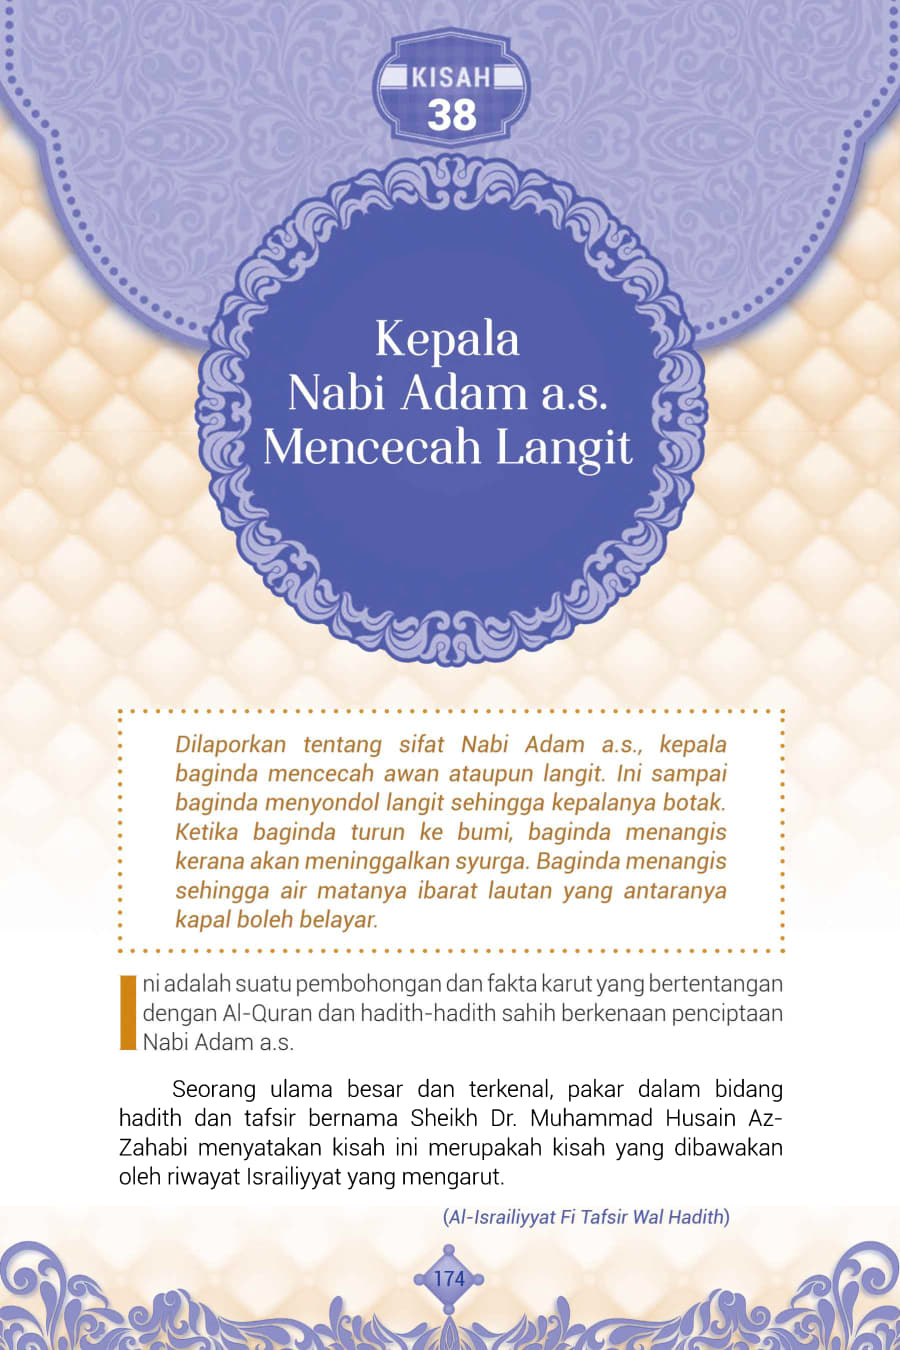 KISAH
38
Kepala
Nabi Adam a.s.
Mencecah Langit
Dilaporkan tentang sifat Nabi Adam a.s., kepala
baginda mencecah awan ataupun langit. Ini sampai
baginda menyondol langit sehingga kepalanya botak.
Ketika baginda turun ke bumi, baginda menangis
kerana akan meninggalkan syurga. Baginda menangis
sehingga air matanya ibarat lautan yang antaranya
kapal boleh belayar.
Ini adalah suatu pembohongan dan fakta karut yang bertentangan
dengan Al-Quran dan hadith-hadith sahih berkenaan penciptaan
Nabi Adam a.s.
Seorang ulama besar dan terkenal, pakar dalam bidang
hadith dan tafsir bernama Sheikh Dr. Muhammad Husain Az-
Zahabi menyatakan kisah ini merupakah kisah yang dibawakan
oleh riwayat Israiliyyat yang mengarut.
(Al-Israiliyyat Fi Tafsir Wal Hadith)
174